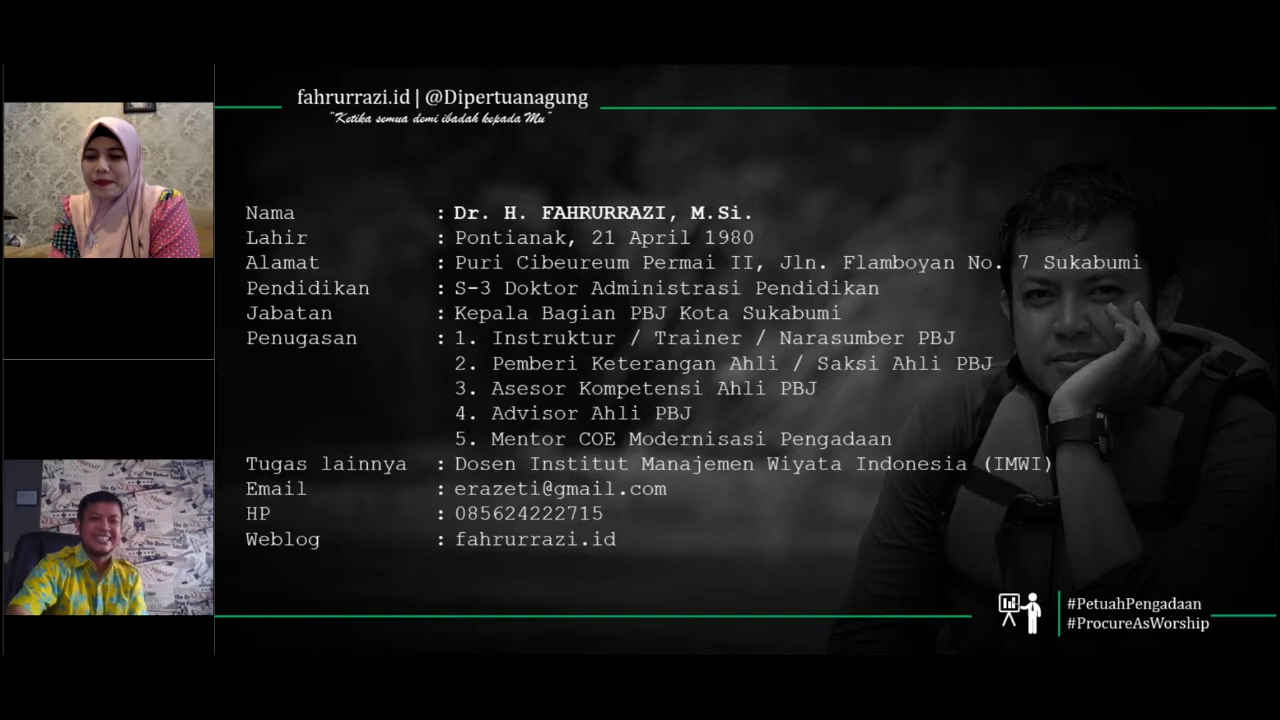 fahrurrazi.id | @Dipertuanagung
"Ketika semua demi ibadah kepada Mu"
Nama : Dr. H. FAHRURRAZI, M.Si.
Lahir : Pontianak, 21 April 1980
Alamat : Puri Cibeureum Permai II, Jln. Flamboyan No. 7 Sukabumi
Pendidikan : S-3 Doktor Administrasi Pendidikan
Jabatan : Kepala Bagian PBJ Kota Sukabumi
Penugasan : 1. Instruktur / Trainer / Narasumber PBJ
2. Pemberi Keterangan Ahli / Saksi Ahli PBJ
3. Asesor Kompetensi Ahli PBJ
4. Advisor Ahli PBJ
5. Mentor COE Modernisasi Pengadaan
Tugas lainnya : Dosen Institut Manajemen Wiyata Indonesia (IMWI)
Email : erazeti@gmail.com
HP : 085624222715
Weblog : fahrurrazi.id
#PetuahPengadaan
#ProcureAsWorship